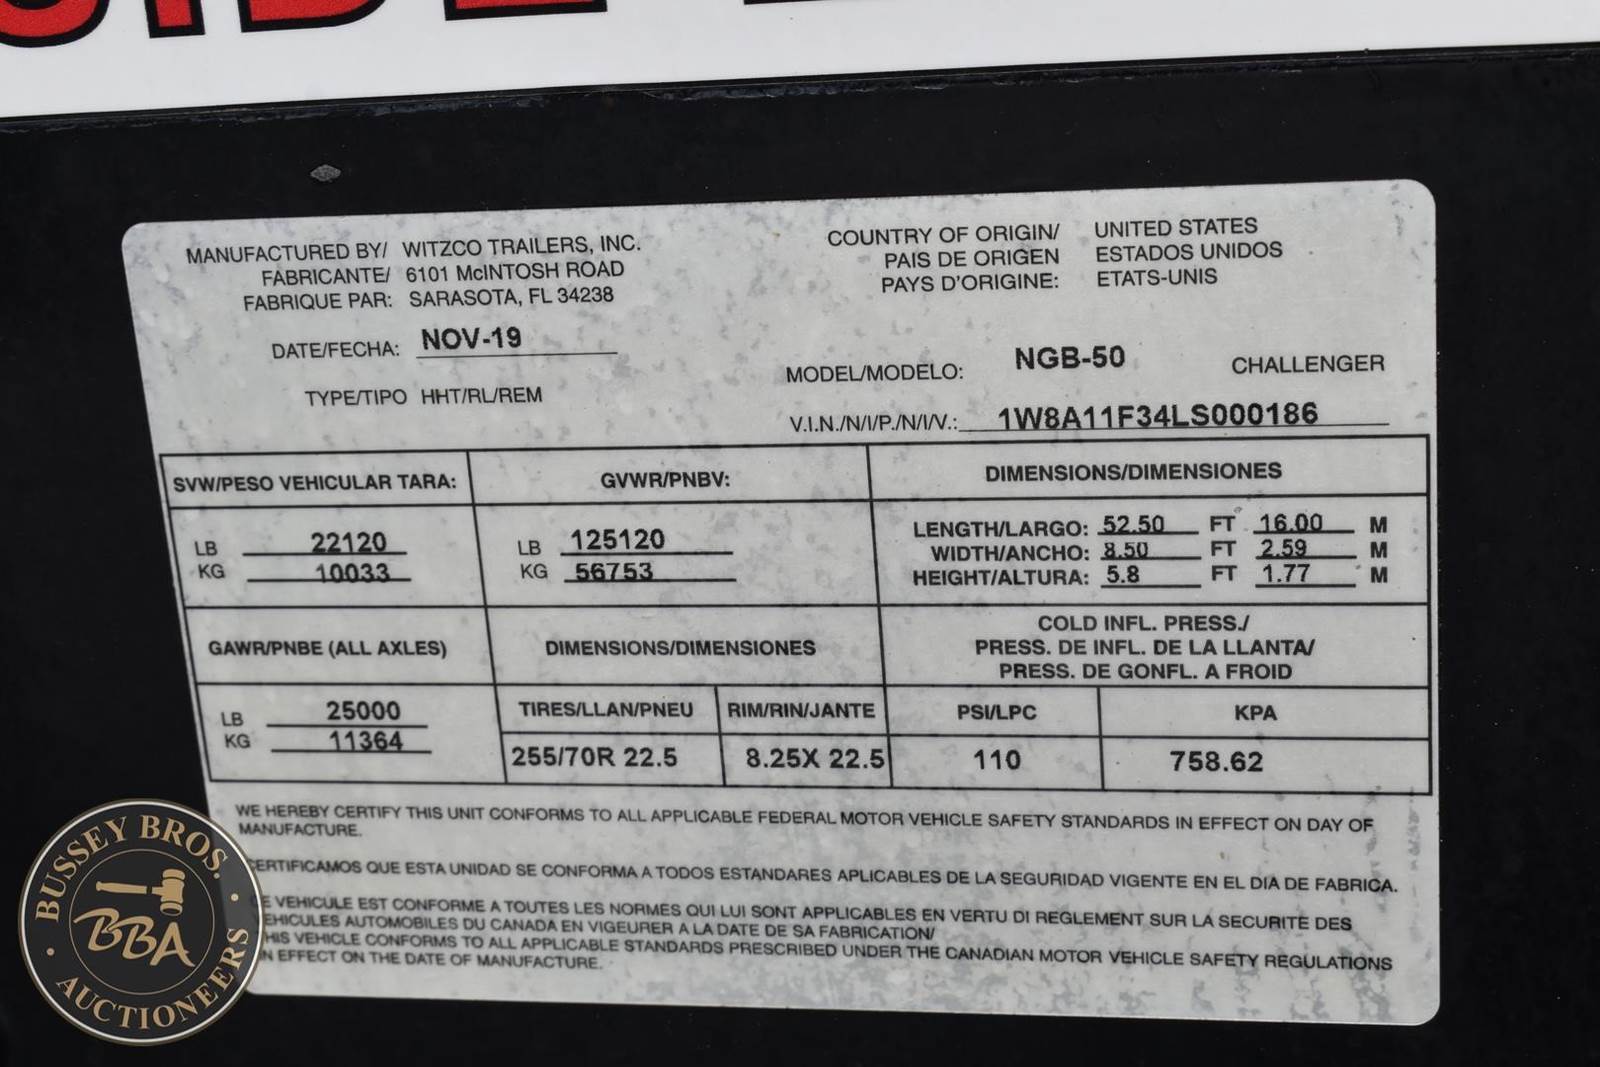 MANUFACTURED BY/ WITZCO TRAILERS, INC.
FABRICANTE/ 6101 McINTOSH ROAD
FABRIQUE PAR: SARASOTA, FL 34238
COUNTRY OF ORIGIN/ UNITED STATES
PAIS DE ORIGEN ESTADOS UNIDOS
PAYS D'ORIGINE: ETATS-UNIS
DATE/FECHA: NOV-19
TYPE/TIPO HHT/RL/REM
MODEL/MODELO: NGB-50 CHALLENGER
V.I.N./N/I/P./N/I/V.: 1W8A11F34LS000186
SVW/PESO VEHICULAR TARA:
LB 22120
KG 10033
GVWR/PNBV:
LB 125120
KG 56753
DIMENSIONS/DIMENSIONES
LENGTH/LARGO: 52.50 FT 16.00 M
WIDTH/ANCHO: 8.50 FT 2.59 M
HEIGHT/ALTURA: 5.8 FT 1.77 M
GAWR/PNBE (ALL AXLES)
LB 25000
KG 11364
DIMENSIONS/DIMENSIONES
TIRES/LLAN/PNEU RIM/RIN/JANTE
255/70R 22.5 8.25X 22.5
COLD INFL. PRESS./
PRESS. DE INFL. DE LA LLANTA/
PRESS. DE GONFL. A FROID
PSI/LPC KPA
110 758.62
WE HEREBY CERTIFY THIS UNIT CONFORMS TO ALL APPLICABLE FEDERAL MOTOR VEHICLE SAFETY STANDARDS IN EFFECT ON DAY OF
MANUFACTURE.
CERTIFICAMOS QUE ESTA UNIDAD SE CONFORMA A TODOS ESTANDARES APLICABLES DE LA SEGURIDAD VIGENTE EN EL DIA DE FABRICA.
VEHICULE EST CONFORME A TOUTES LES NORMES QUI LUI SONT APPLICABLES EN VERTU DI REGLEMENT SUR LA SECURITE DES
VEHICULES AUTOMOBILES DU CANADA EN VIGEURER A LA DATE DE SA FABRICATION/
THIS VEHICLE CONFORMS TO ALL APPLICABLE STANDARDS PRESCRIBED UNDER THE CANADIAN MOTOR VEHICLE SAFETY REGULATIONS
IN EFFECT ON THE DATE OF MANUFACTURE.
BUSSEY BROS.
BBA
AUCTIONEERS